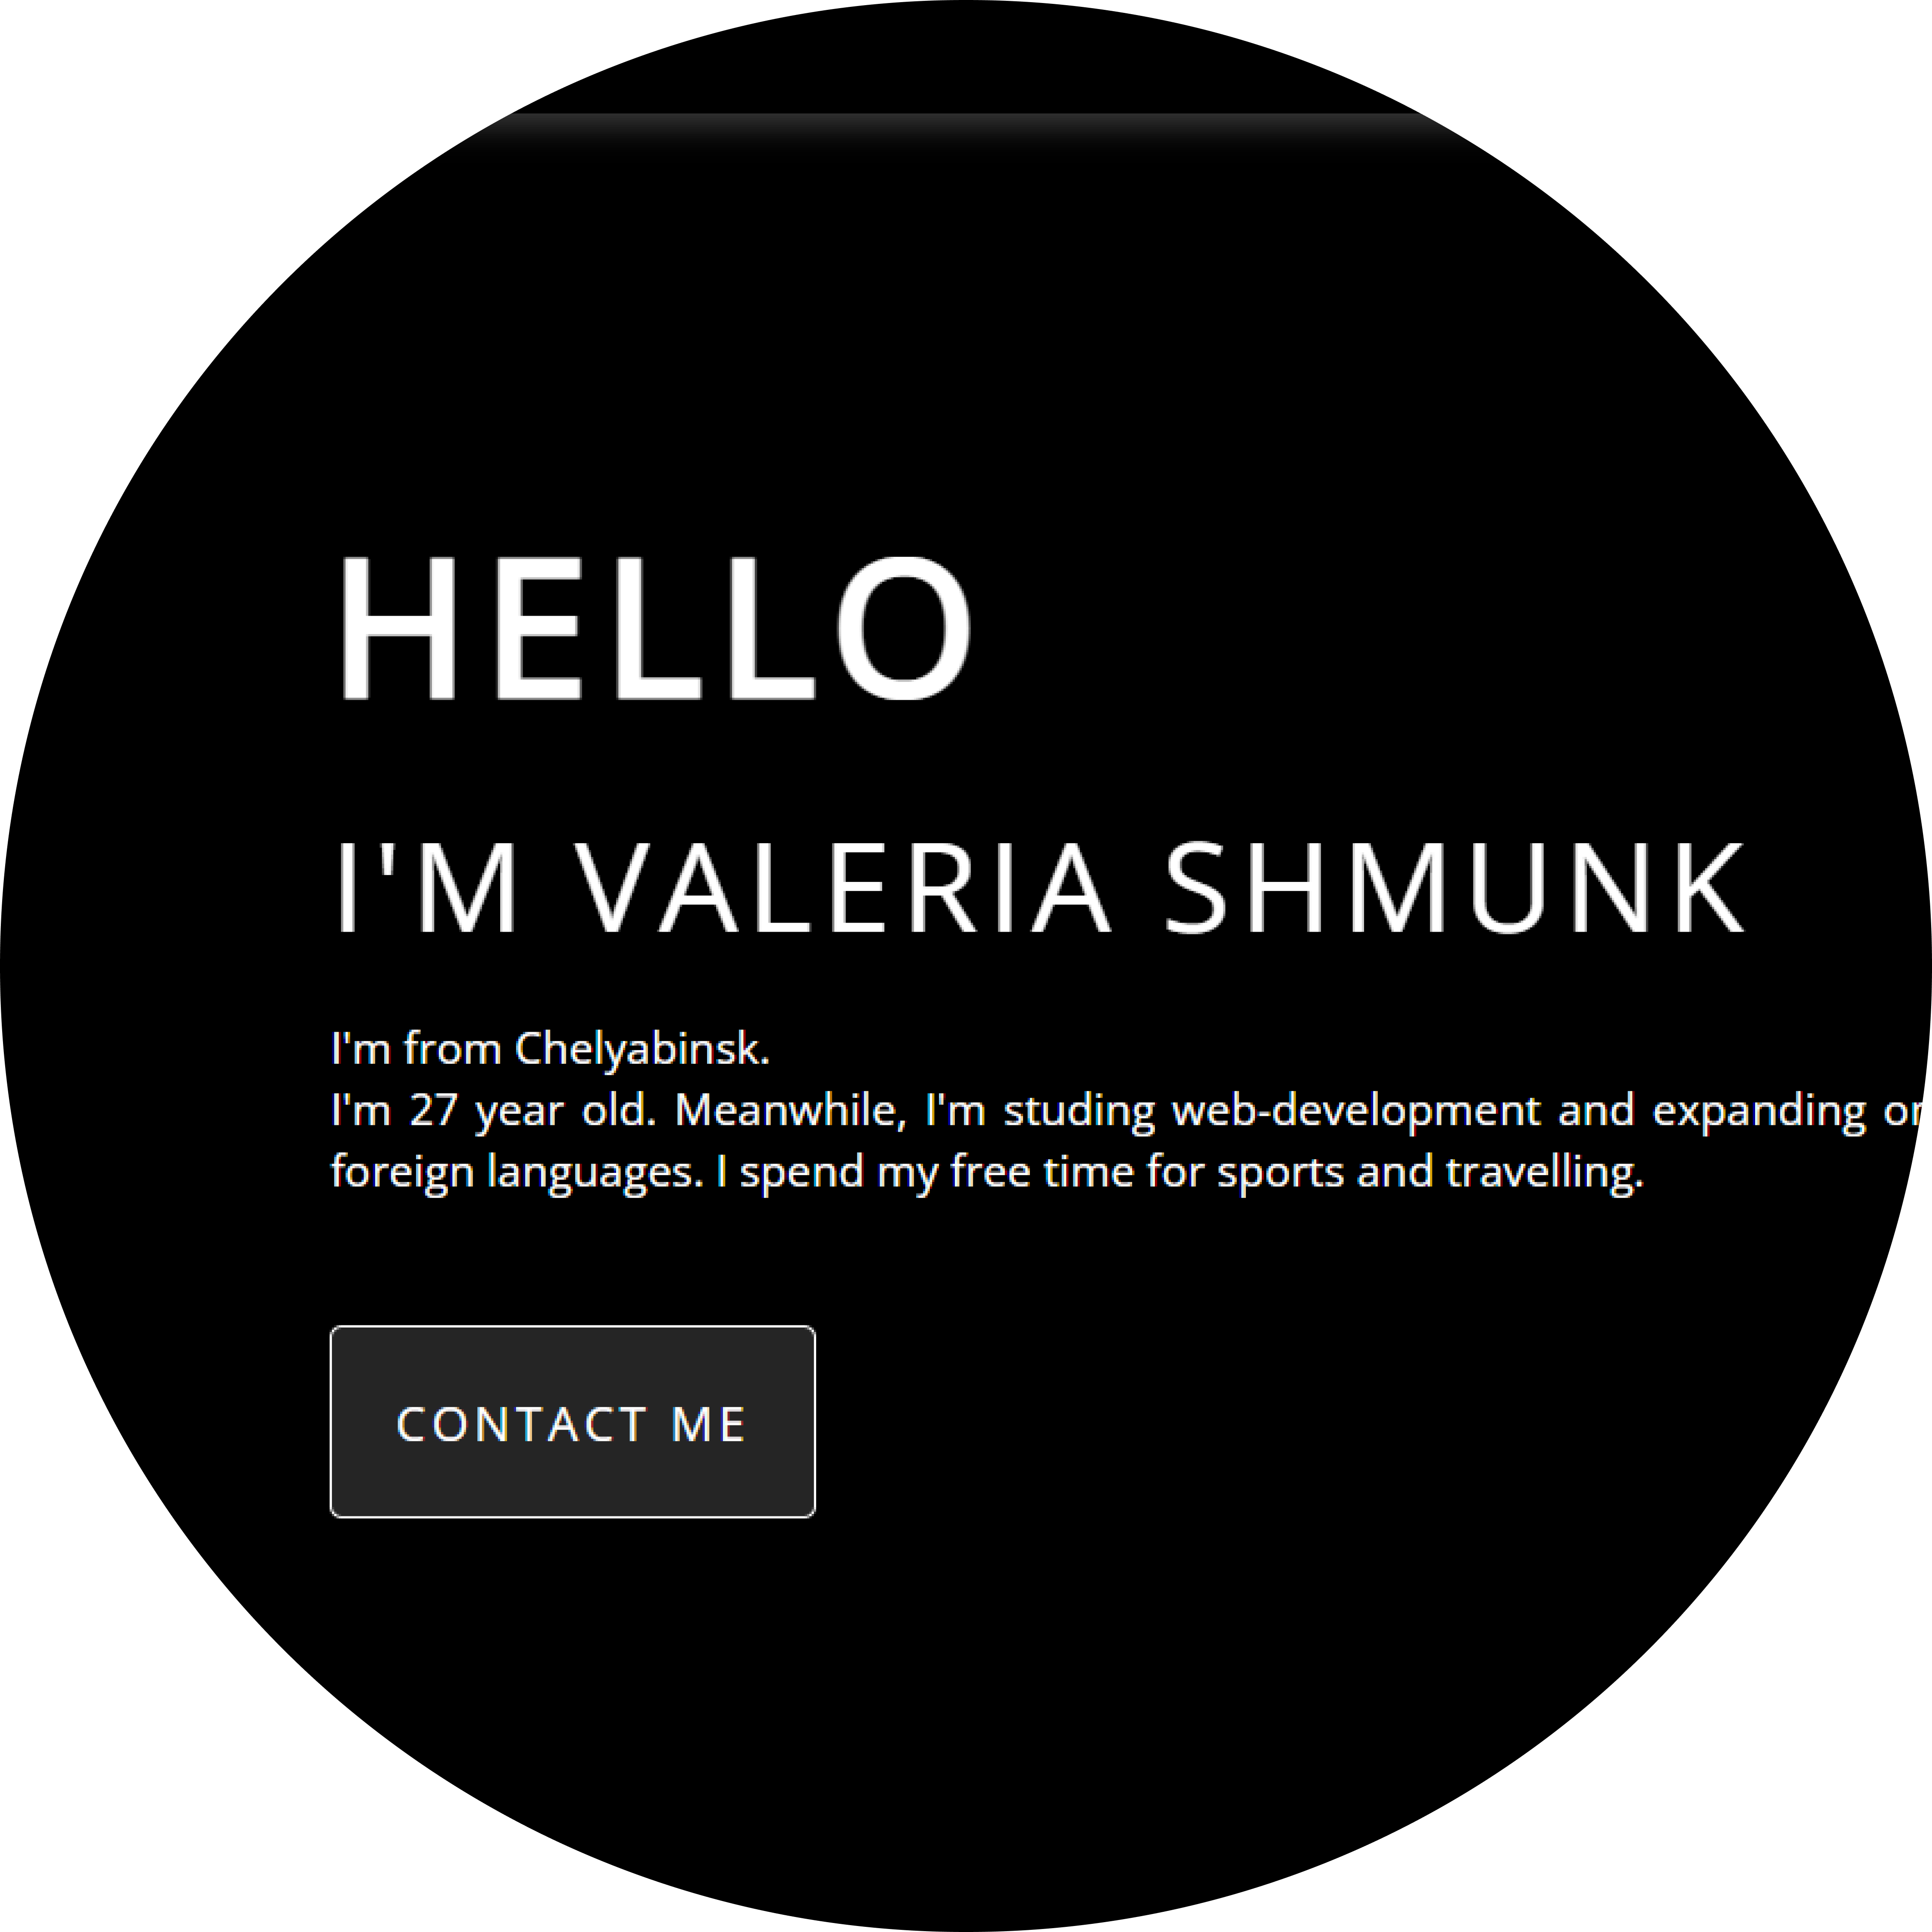 HELLO
I'M VALERIA SHMUNK
I'm from Chelyabinsk.
I'm 27 year old. Meanwhile, I'm studing web-development and expanding
foreign languages. I spend my free time for sports and travelling.
CONTACT ME